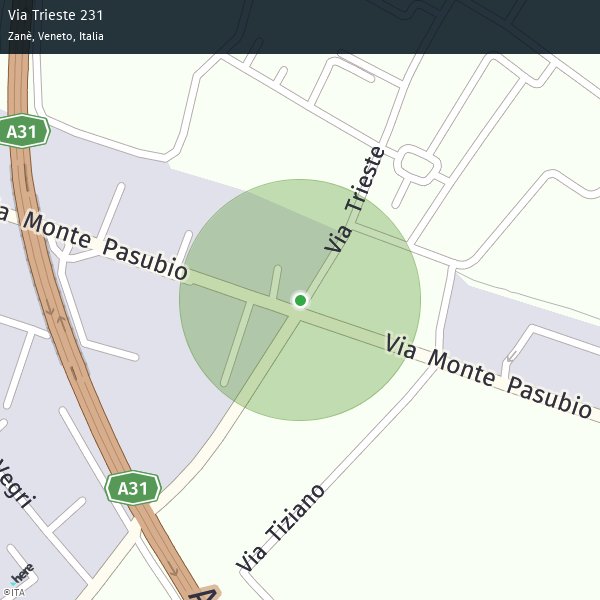 Via Trieste 231
Zanè, Veneto, Italia
A31
Via Trieste
a Monte Pasubio
Via Monte Pasubio
A31
Vegri
Via Tiziano
here
©ITA
A